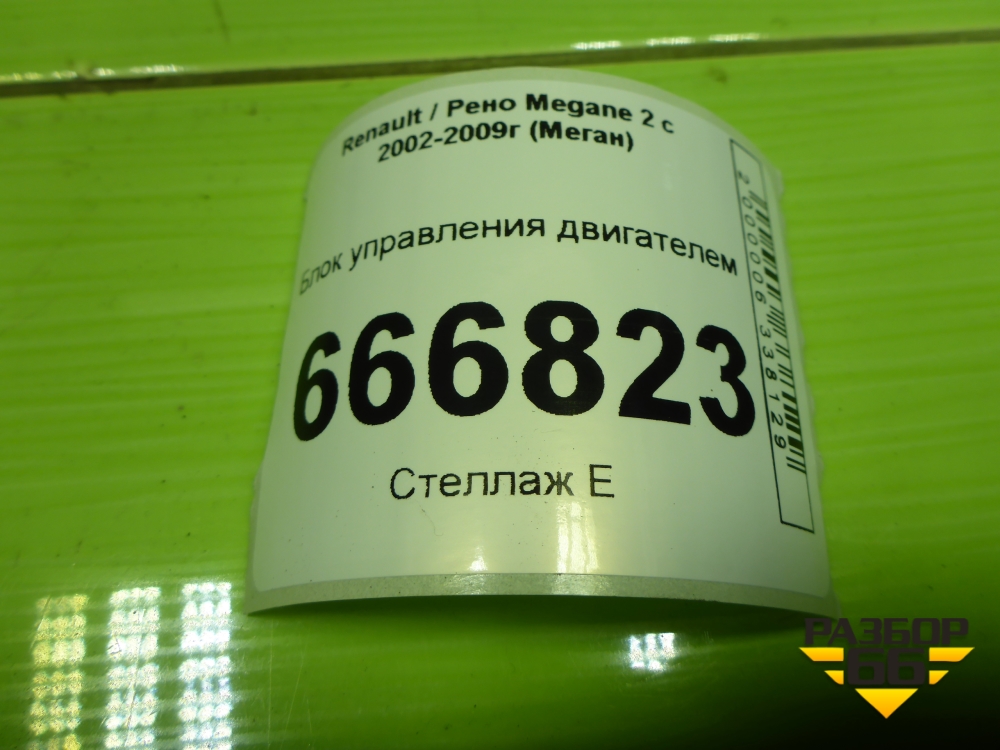 Renault / Рено Megane 2 с
2002-2009г (Меган)
Блок управления двигателем
666823
Стеллаж Е
2000006338129
РАЗБОР
66